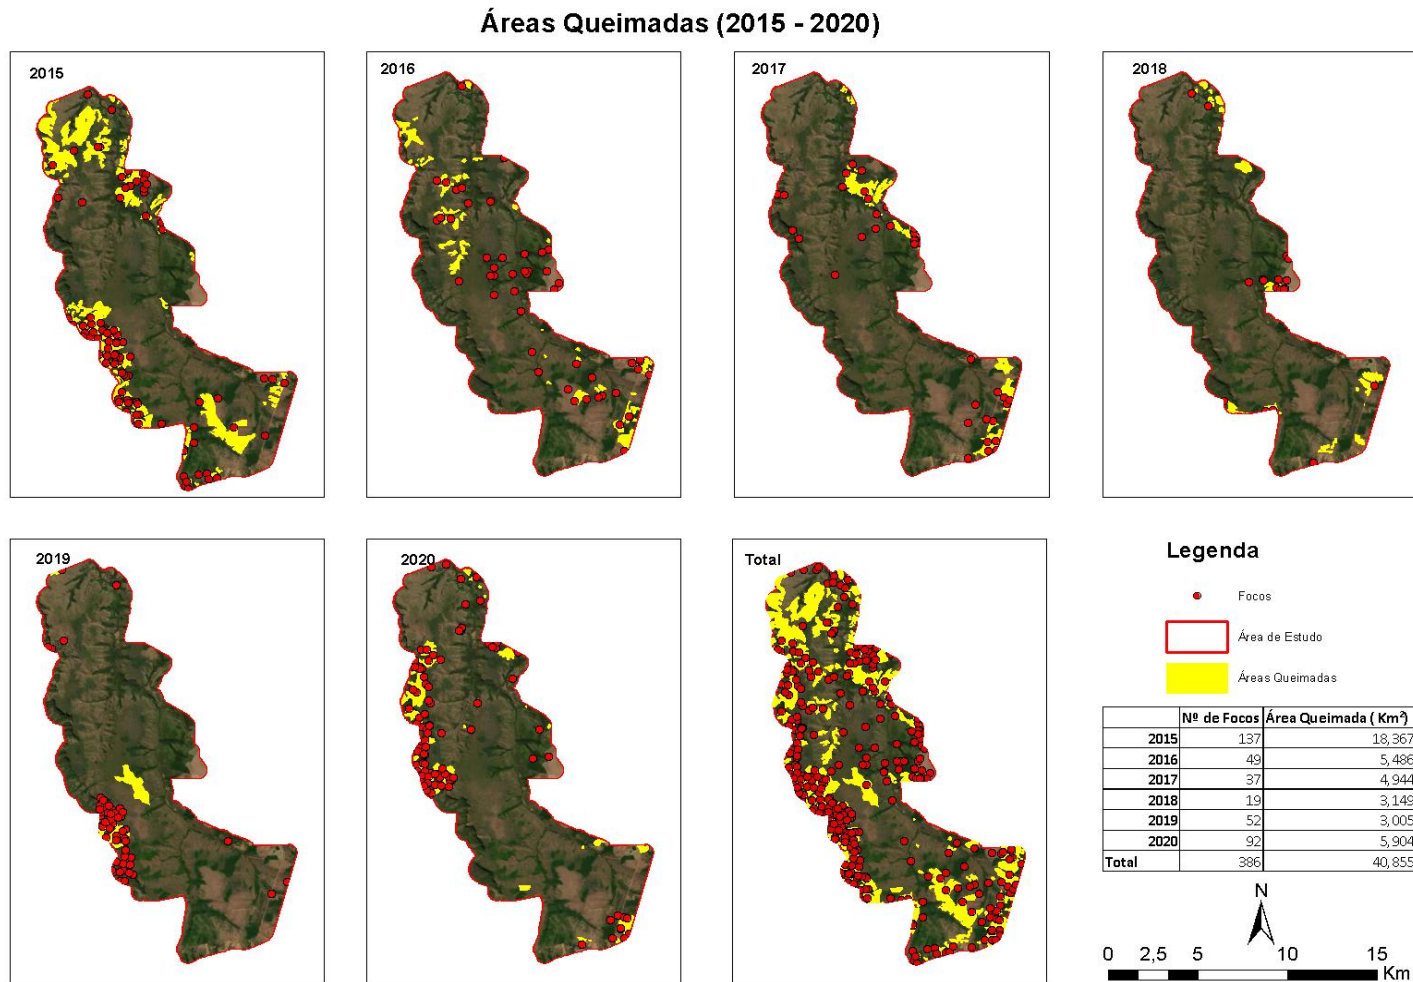 Áreas Queimadas (2015 - 2020)
2015
2016
2017
2018
2019
2020
Total
Legenda
Focos
Área de Estudo
Áreas Queimadas
Nº de Focos Área Queimada ( Km²)
2015 137 18,367
2016 49 5,486
2017 37 4,944
2018 19 3,149
2019 52 3,005
2020 92 5,904
Total 386 40,855
N
0 2,5 5 10 15
Km